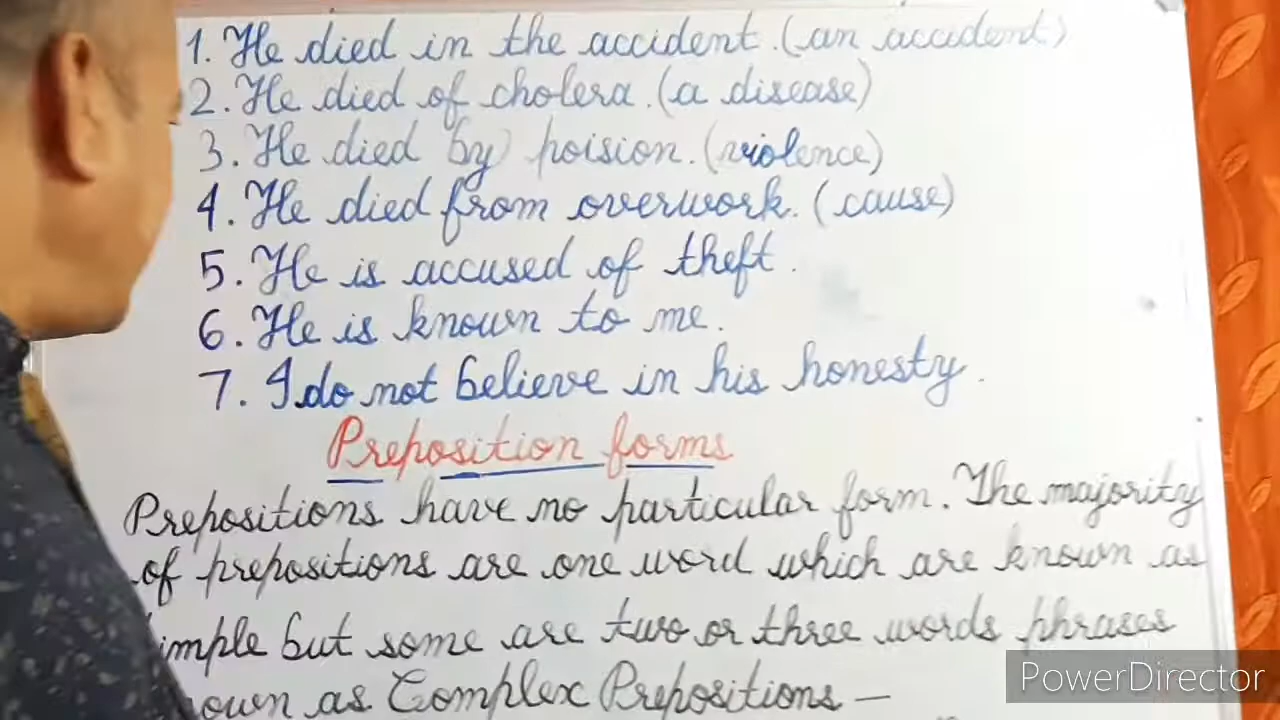 1. He died in the accident. (an accident)
2. He died of cholera. (a disease)
3. He died by poision. (violence)
4. He died from overwork. (cause)
5. He is accused of theft.
6. He is known to me.
7. I do not believe in his honesty.
Preposition forms
Prepositions have no particular form. The majority
of prepositions are one word which are known as
imple but some are two or three words phrases
nown as Complex Prepositions —
PowerDirector